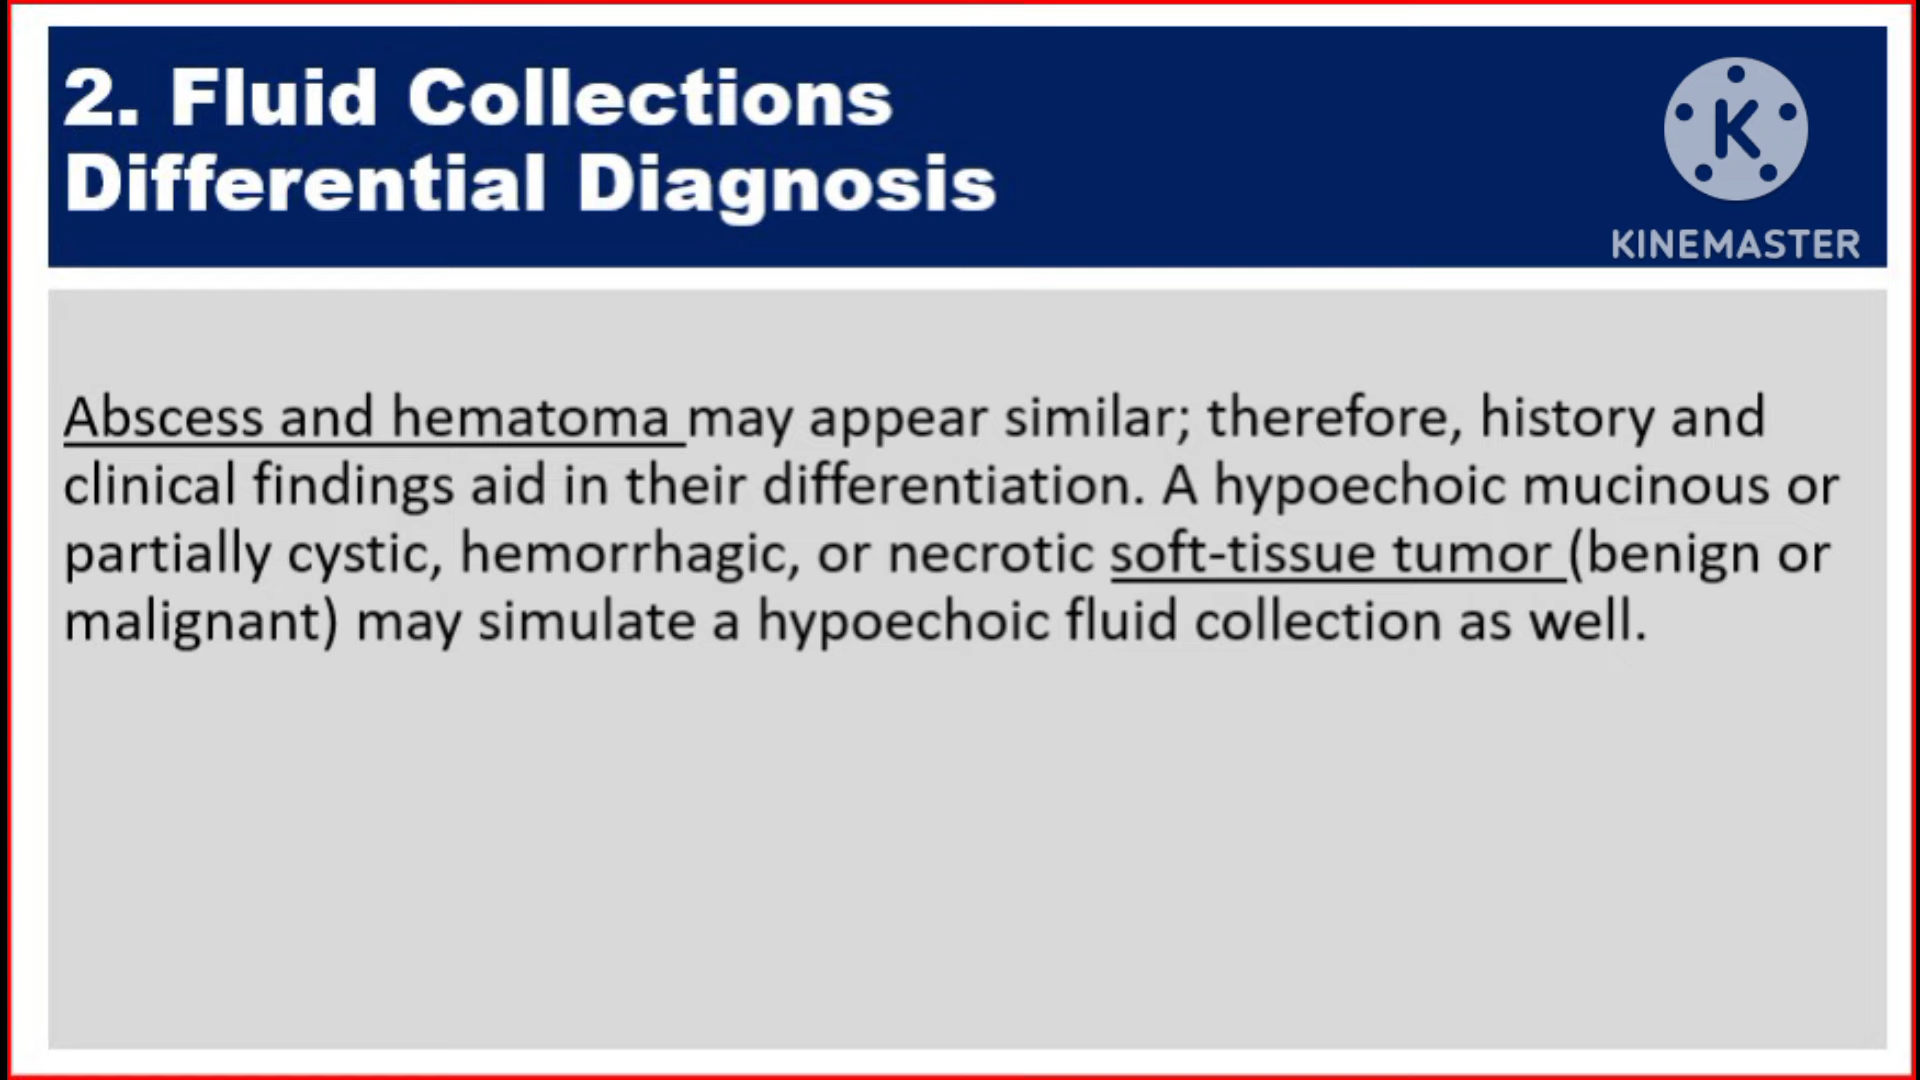 2. Fluid Collections
Differential Diagnosis
K
KINEMASTER
Abscess and hematoma may appear similar; therefore, history and
clinical findings aid in their differentiation. A hypoechoic mucinous or
partially cystic, hemorrhagic, or necrotic soft-tissue tumor (benign or
malignant) may simulate a hypoechoic fluid collection as well.